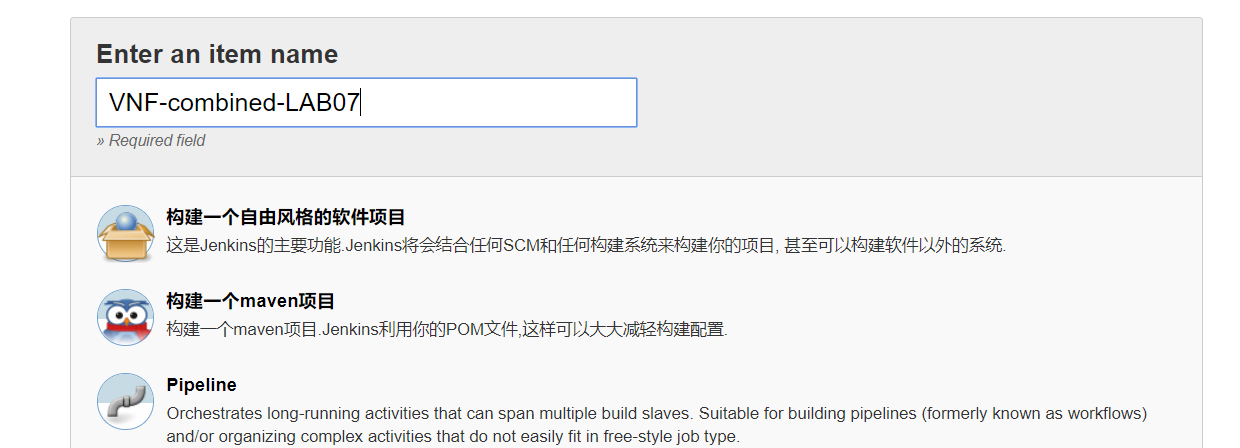 Enter an item name
VNF-combined-LAB07
» Required field
构建一个自由风格的软件项目
这是Jenkins的主要功能.Jenkins将会结合任何SCM和任何构建系统来构建你的项目, 甚至可以构建软件以外的系统.
构建一个maven项目
构建一个maven项目.Jenkins利用你的POM文件,这样可以大大减轻构建配置.
Pipeline
Orchestrates long-running activities that can span multiple build slaves. Suitable for building pipelines (formerly known as workflows)
and/or organizing complex activities that do not easily fit in free-style job type.